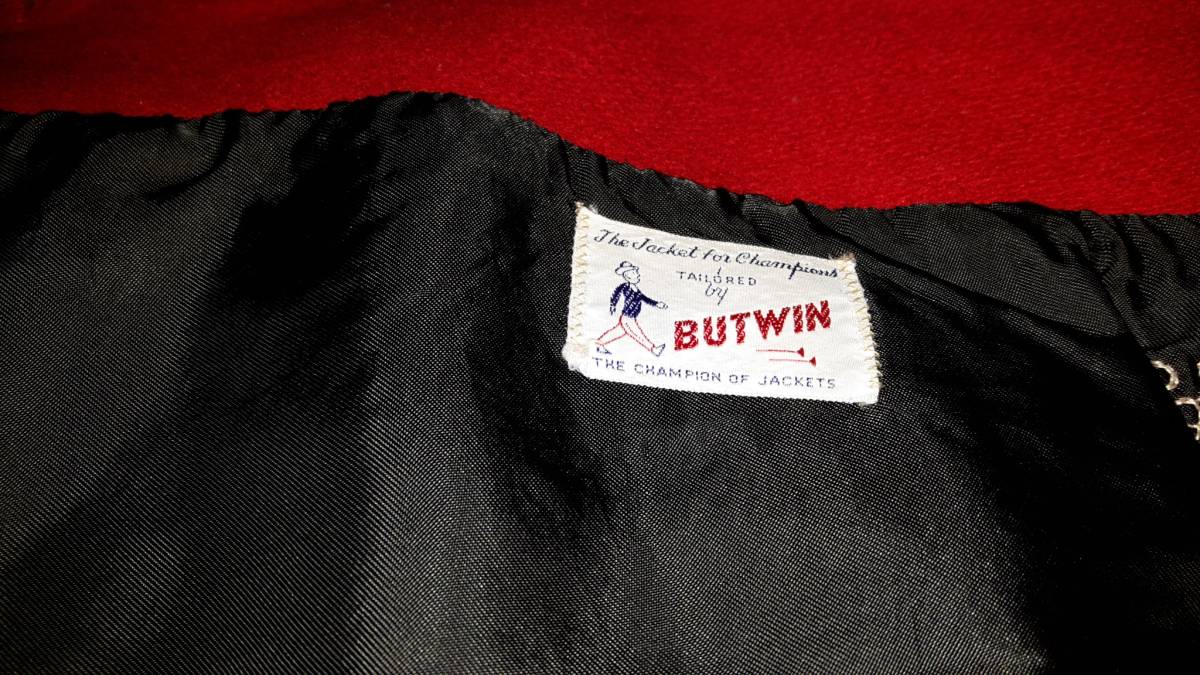 The Jacket for Champions
TAILORED
by
BUTWIN
THE CHAMPION OF JACKETS